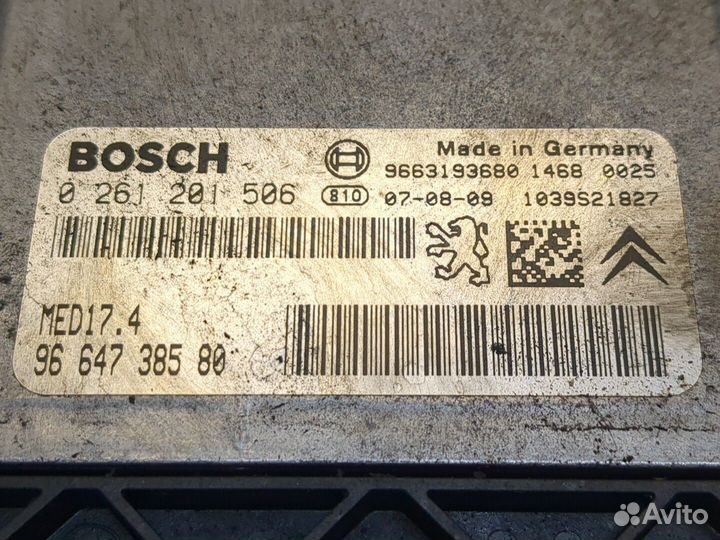 BOSCH
Made in Germany
9663193680 1468 0025
0 261 201 506
810 07-08-09 1039S21827
MED17.4
96 647 385 80
Avito